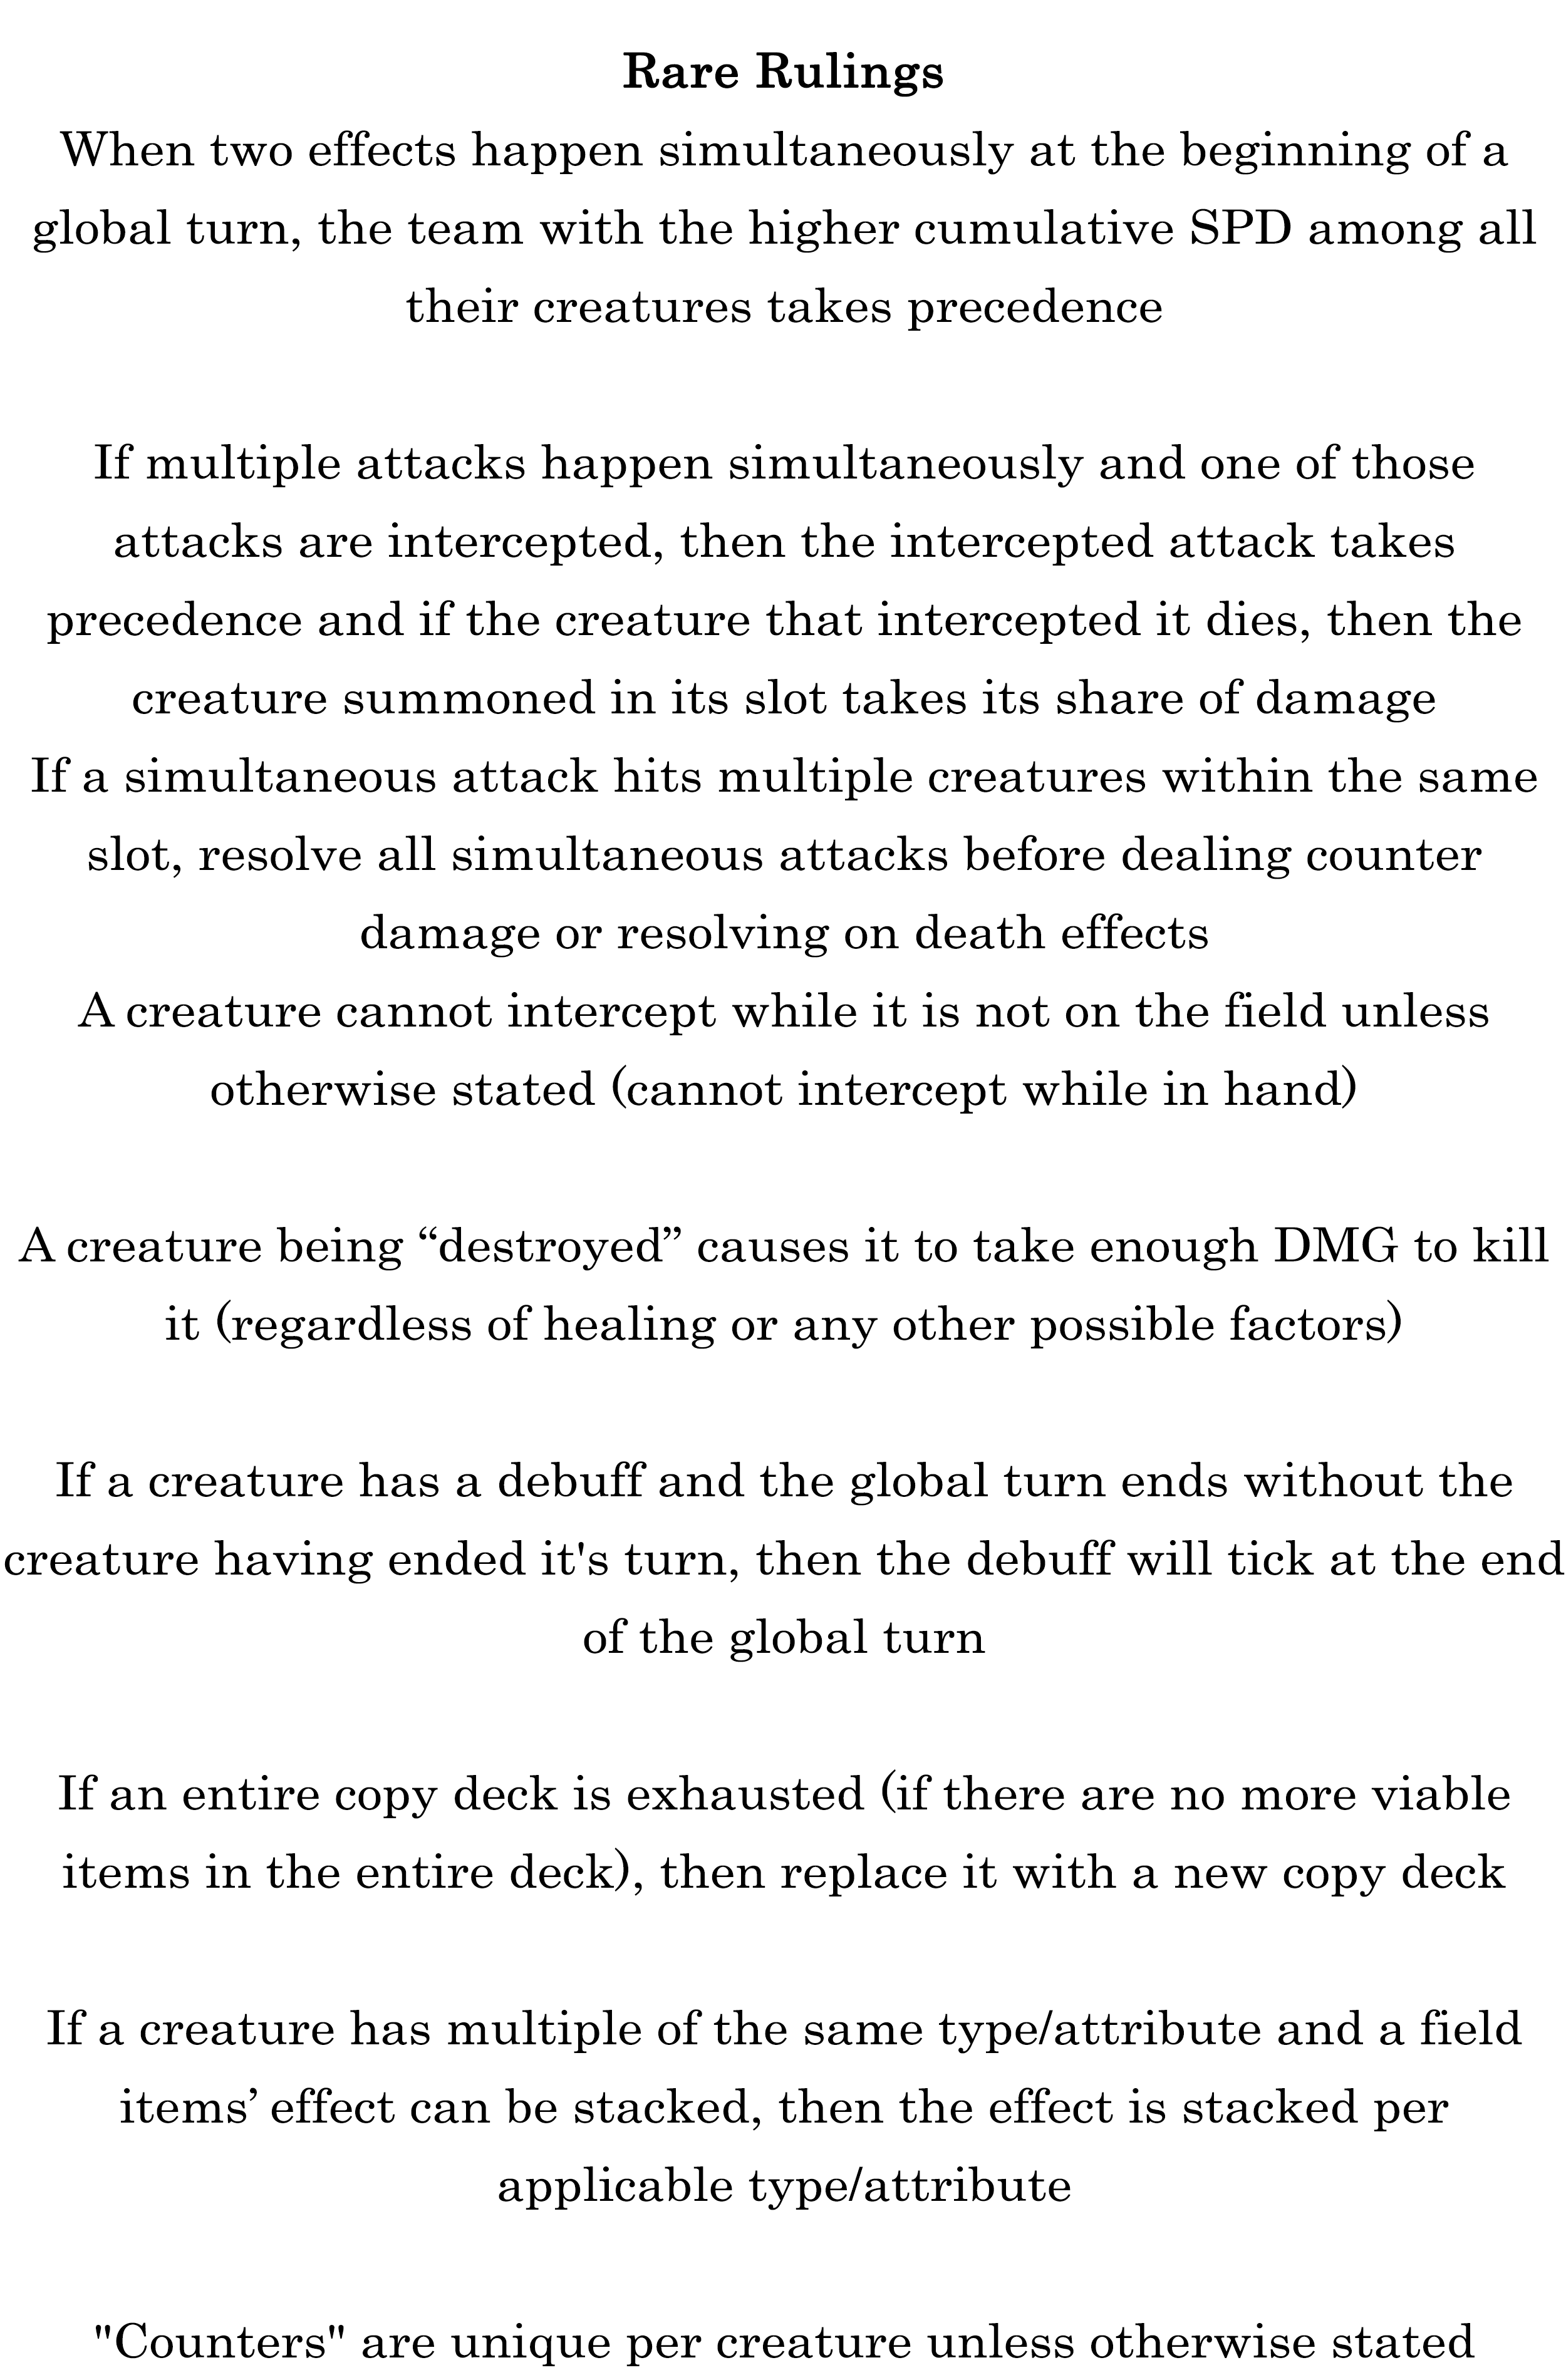 Rare Rulings
When two effects happen simultaneously at the beginning of a
global turn, the team with the higher cumulative SPD among all
their creatures takes precedence
If multiple attacks happen simultaneously and one of those
attacks are intercepted, then the intercepted attack takes
precedence and if the creature that intercepted it dies, then the
creature summoned in its slot takes its share of damage
If a simultaneous attack hits multiple creatures within the same
slot, resolve all simultaneous attacks before dealing counter
damage or resolving on death effects
A creature cannot intercept while it is not on the field unless
otherwise stated (cannot intercept while in hand)
A creature being “destroyed” causes it to take enough DMG to kill
it (regardless of healing or any other possible factors)
If a creature has a debuff and the global turn ends without the
creature having ended it's turn, then the debuff will tick at the end
of the global turn
If an entire copy deck is exhausted (if there are no more viable
items in the entire deck), then replace it with a new copy deck
If a creature has multiple of the same type/attribute and a field
items’ effect can be stacked, then the effect is stacked per
applicable type/attribute
"Counters" are unique per creature unless otherwise stated